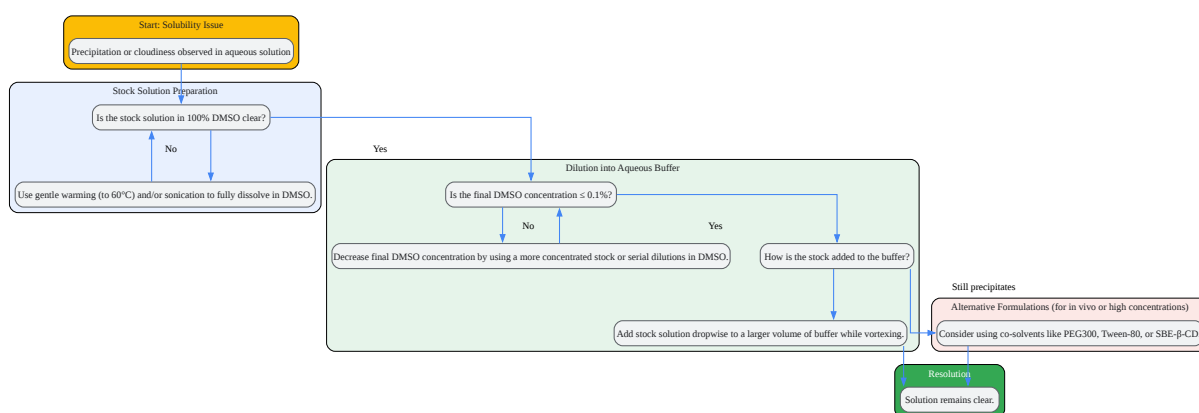 Start: Solubility Issue
Precipitation or cloudiness observed in aqueous solution
Stock Solution Preparation
Is the stock solution in 100% DMSO clear?
No
Yes
Use gentle warming (to 60°C) and/or sonication to fully dissolve in DMSO.
Dilution into Aqueous Buffer
Is the final DMSO concentration ≤ 0.1%?
No
Yes
Decrease final DMSO concentration by using a more concentrated stock or serial dilutions in DMSO.
How is the stock added to the buffer?
Still precipitates
Alternative Formulations (for in vivo or high concentrations)
Add stock solution dropwise to a larger volume of buffer while vortexing.
Consider using co-solvents like PEG300, Tween-80, or SBE-β-CD
Resolution
Solution remains clear.